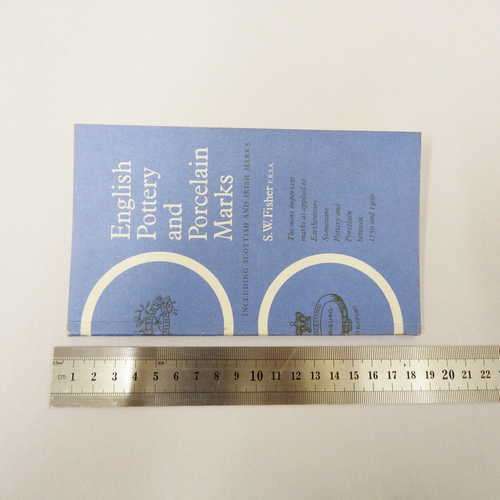 English
Pottery
and
Porcelain
Marks
INCLUDING SCOTTISH AND IRISH MARKS
S.W.Fisher F.R.S.A.
The most important
marks as applied to
Earthenware,
Stoneware
Pottery and
Porcelain
between
1750 and 1900
cm 1 2 3 4 5 6 7 8 9 10 11 12 13 14 15 16 17 18 19 20 21 22